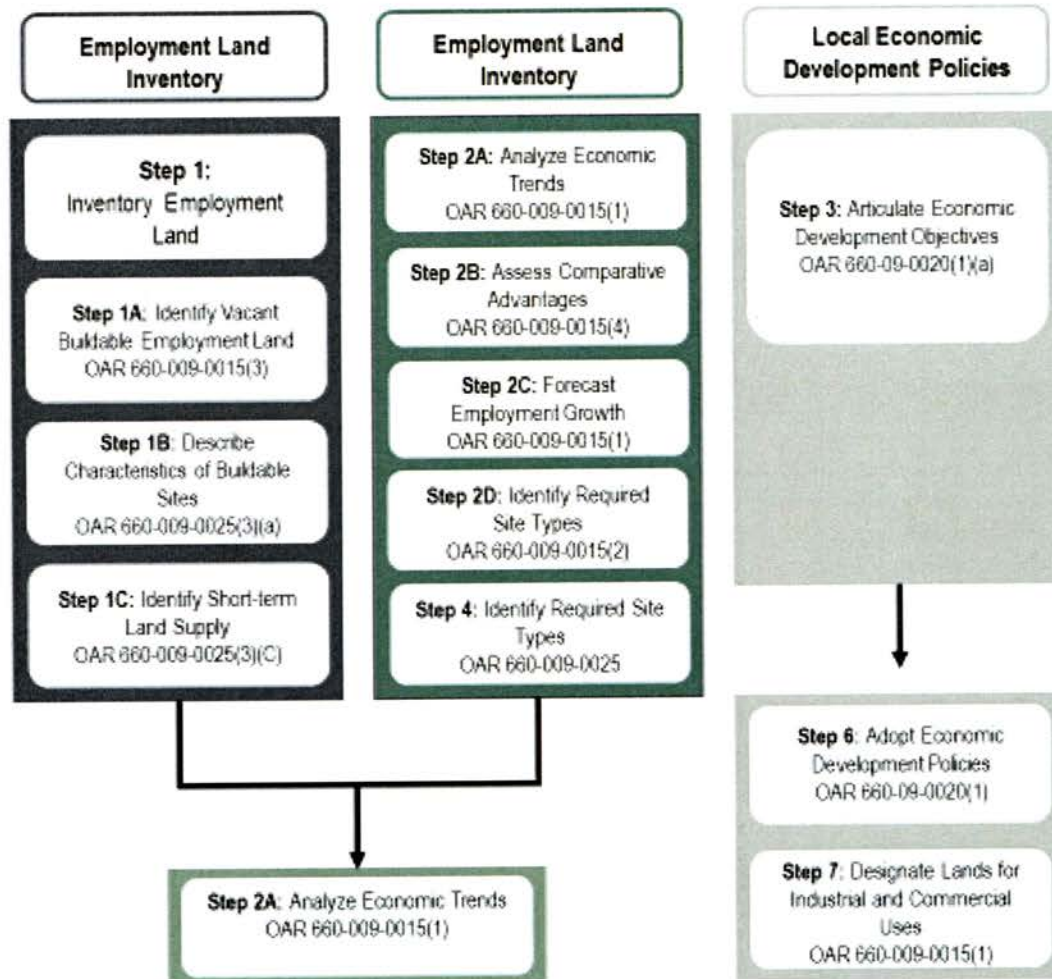 Employment Land
Inventory
Step 1:
Inventory Employment
Land
Step 1A: Identify Vacant
Buildable Employment Land
OAR 660-009-0015(3)
Step 1B: Describe
Characteristics of Buildable
Sites
OAR 660-009-0025(3)(a)
Step 1C: Identify Short-term
Land Supply
OAR 660-009-0025(3)(C)
Employment Land
Inventory
Step 2A: Analyze Economic
Trends
OAR 660-009-0015(1)
Step 2B: Assess Comparative
Advantages
OAR 660-009-0015(4)
Step 2C: Forecast
Employment Growth
OAR 660-009-0015(1)
Step 2D: Identify Required
Site Types
OAR 660-009-0015(2)
Step 4: Identify Required Site
Types
OAR 660-009-0025
Step 2A: Analyze Economic Trends
OAR 660-009-0015(1)
Local Economic
Development Policies
Step 3: Articulate Economic
Development Objectives
OAR 660-09-0020(1)(a)
Step 6: Adopt Economic
Development Policies
OAR 660-09-0020(1)
Step 7: Designate Lands for
Industrial and Commercial
Uses
OAR 660-009-0015(1)